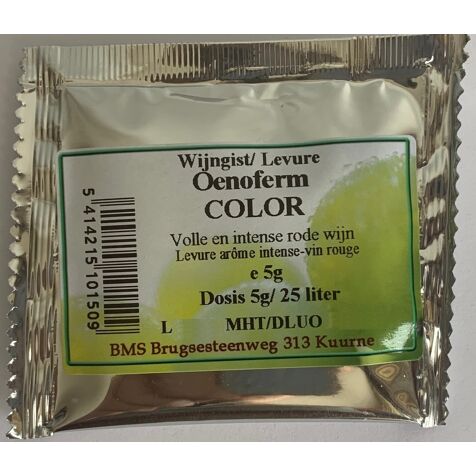 Wijngist/ Levure
Oenoferm
COLOR
Volle en intense rode wijn
Levure arôme intense-vin rouge
e 5g
Dosis 5g/ 25 liter
L MHT/DLUO
BMS Brugsesteenweg 313 Kuurne
5 414215 101509